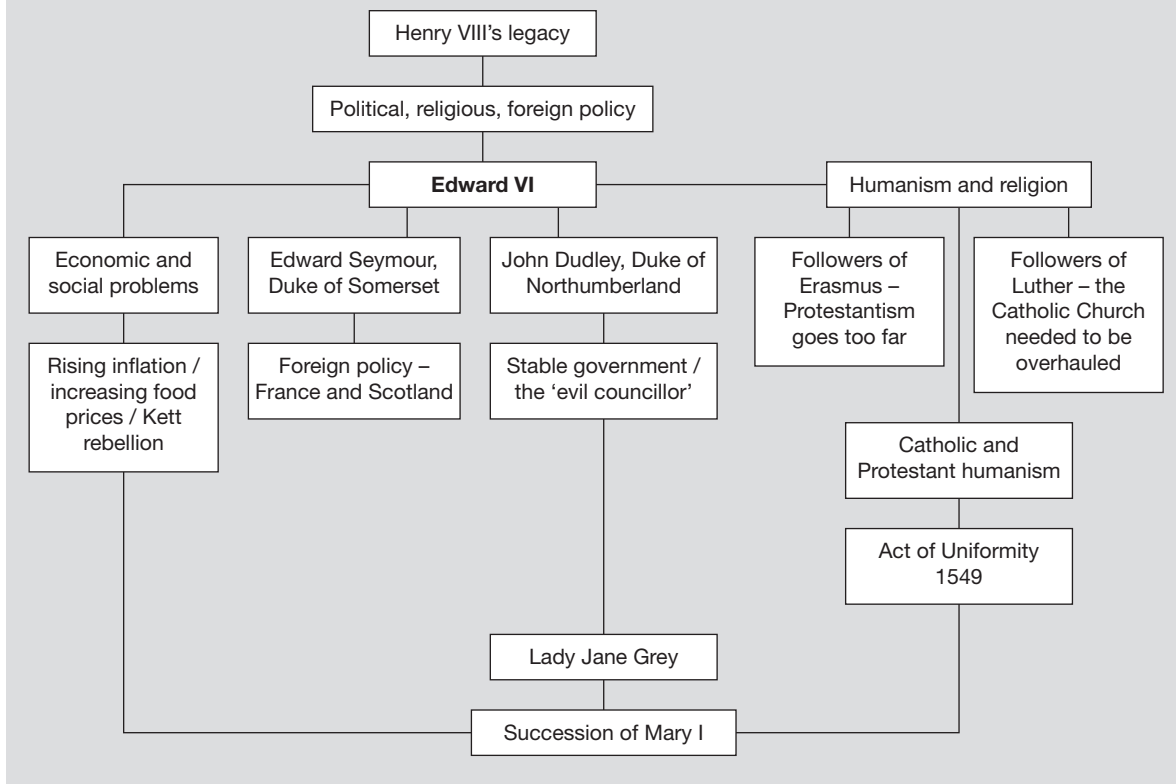 Henry VIII’s legacy
Political, religious, foreign policy
Edward VI
Humanism and religion
Economic and
social problems
Edward Seymour,
Duke of Somerset
John Dudley, Duke of
Northumberland
Followers of
Erasmus –
Protestantism
goes too far
Followers of
Luther – the
Catholic Church
needed to be
overhauled
Rising inflation /
increasing food
prices / Kett
rebellion
Foreign policy –
France and Scotland
Stable government /
the ‘evil councillor’
Catholic and
Protestant humanism
Act of Uniformity
1549
Lady Jane Grey
Succession of Mary I